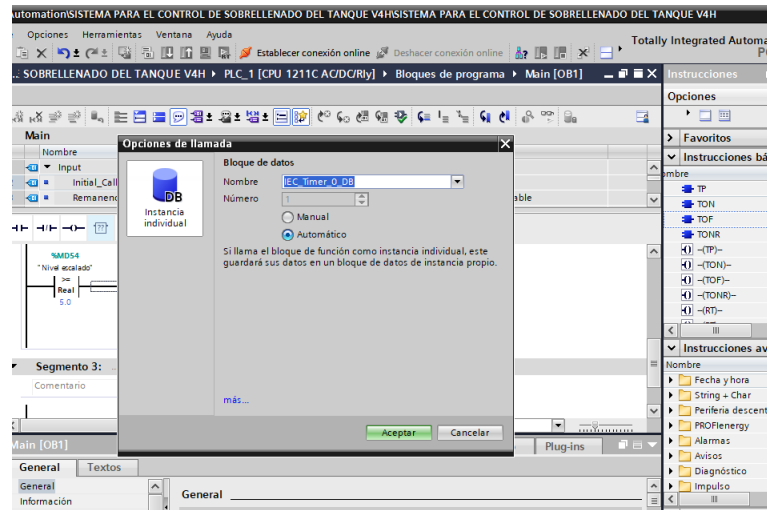 utomation\SISTEMA PARA EL CONTROL DE SOBRELLENADO DEL TANQUE V4H\SISTEMA PARA EL CONTROL DE SOBRELLENADO DEL TANQUE V4H
Opciones Herramientas Ventana Ayuda
Totally Integrated Automa
Establecer conexión online Deshacer conexión online
P
..: SOBRELLENADO DEL TANQUE V4H ▸ PLC_1 [CPU 1211C AC/DC/Rly] ▸ Bloques de programa ▸ Main [OB1]
Instrucciones
Opciones
Main
Nombre
Input
Initial_Call
Remanenc
able
Favoritos
Instrucciones bá
ombre
TP
TON
TOF
TONR
-(TP)-
-(TON)-
-(TOF)-
-(TONR)-
-(RT)-
Opciones de llamada
X
DB
Instancia
individual
Bloque de datos
Nombre IEC_Timer_0_DB
Número 1
Manual
Automático
Si llama el bloque de función como instancia individual, este
guardará sus datos en un bloque de datos de instancia propio.
más...
Aceptar Cancelar
??
%MD54
"Nivel escalado"
>=
Real
5.0
Segmento 3: ..
Comentario
Instrucciones av
Nombre
Fecha y hora
String + Char
Periferia descent
PROFIenergy
Alarmas
Avisos
Diagnóstico
Impulso
Main [OB1]
Plug-ins
General Textos
General
Información
General